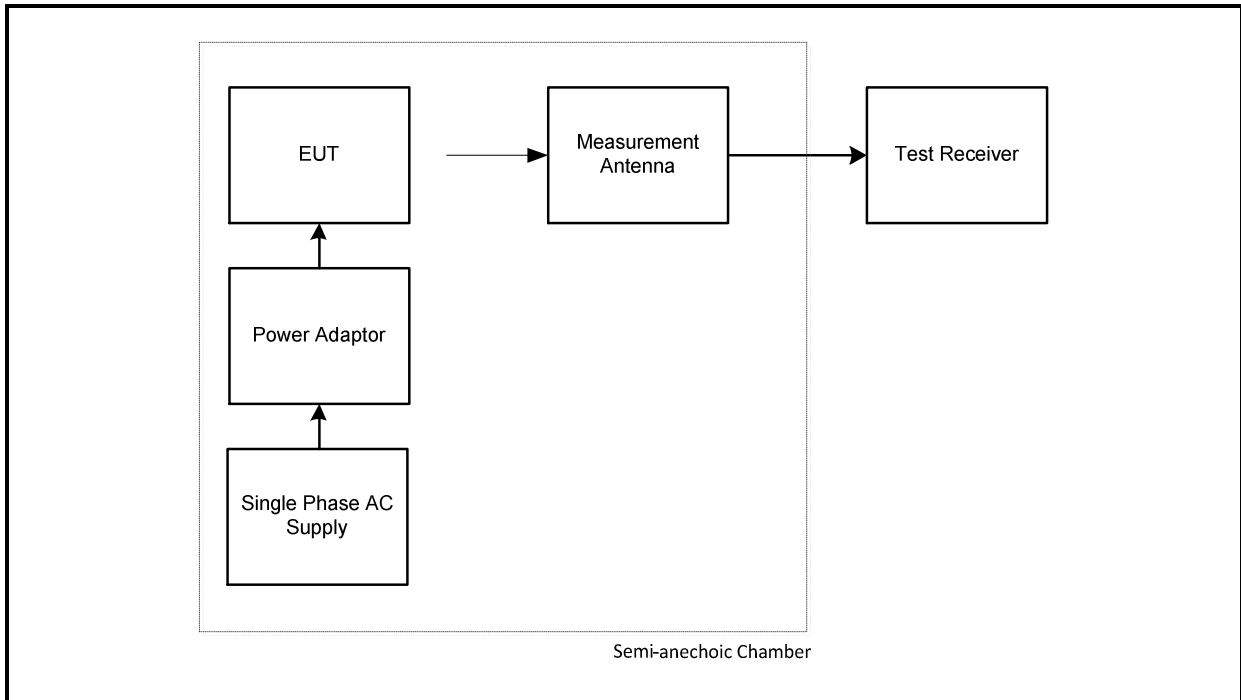 EUT
Measurement
Antenna
Test Receiver
Power Adaptor
Single Phase AC
Supply
Semi-anechoic Chamber